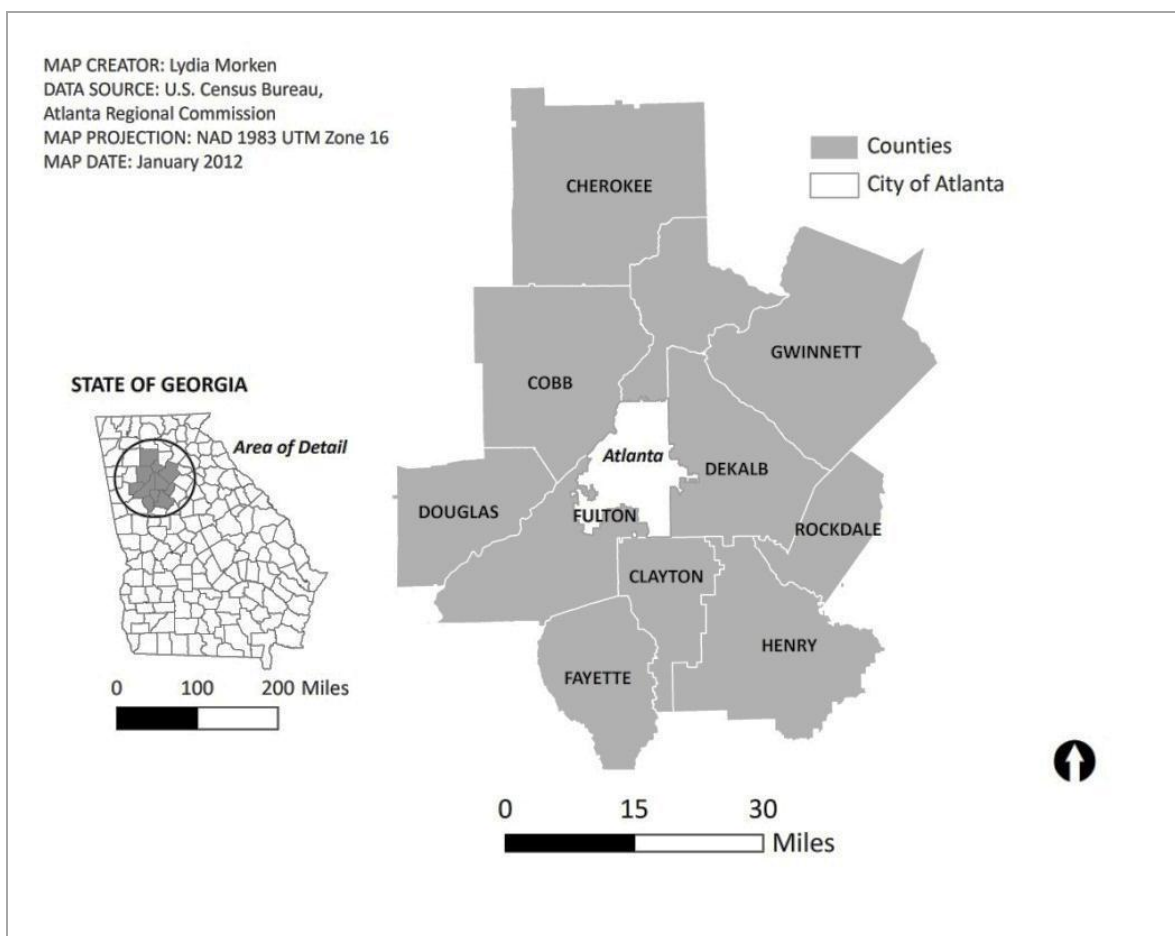 MAP CREATOR: Lydia Morken
DATA SOURCE: U.S. Census Bureau,
Atlanta Regional Commission
MAP PROJECTION: NAD 1983 UTM Zone 16
MAP DATE: January 2012
Counties
City of Atlanta
CHEROKEE
GWINNETT
COBB
Atlanta
DEKALB
DOUGLAS
FULTON
ROCKDALE
CLAYTON
HENRY
FAYETTE
STATE OF GEORGIA
Area of Detail
0 100 200 Miles
0 15 30
Miles